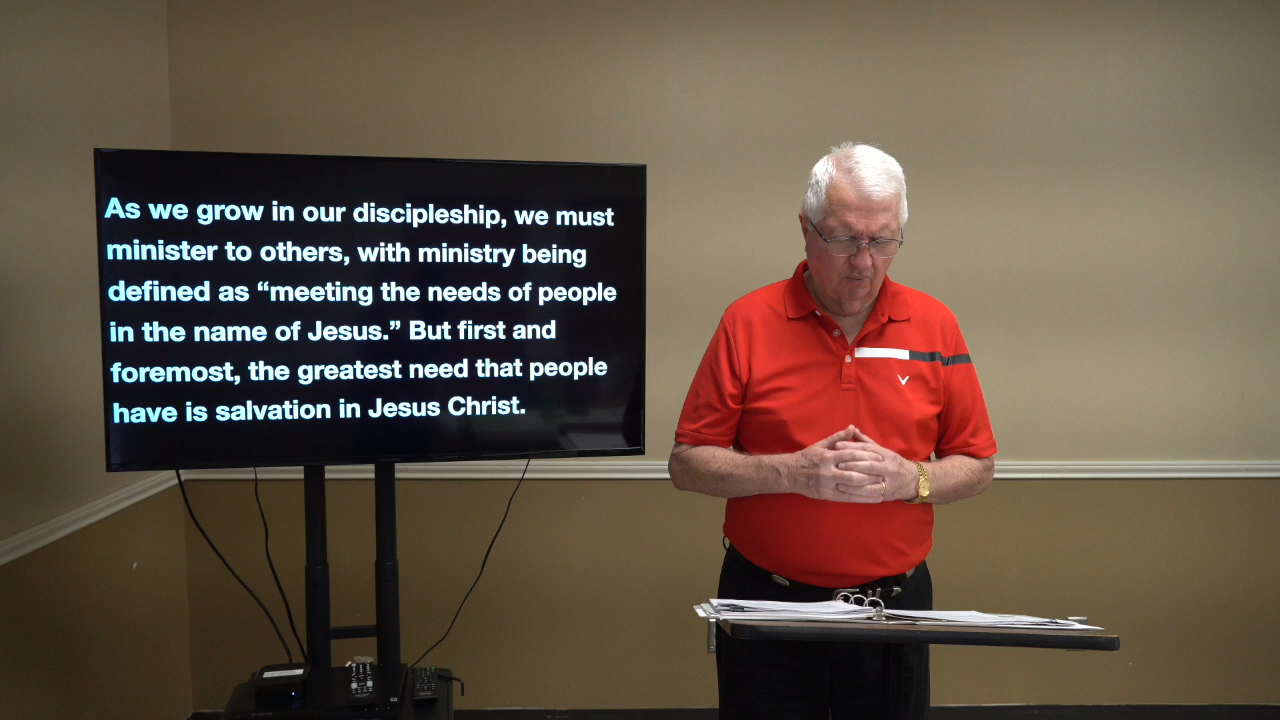 As we grow in our discipleship, we must
minister to others, with ministry being
defined as “meeting the needs of people
in the name of Jesus.” But first and
foremost, the greatest need that people
have is salvation in Jesus Christ.